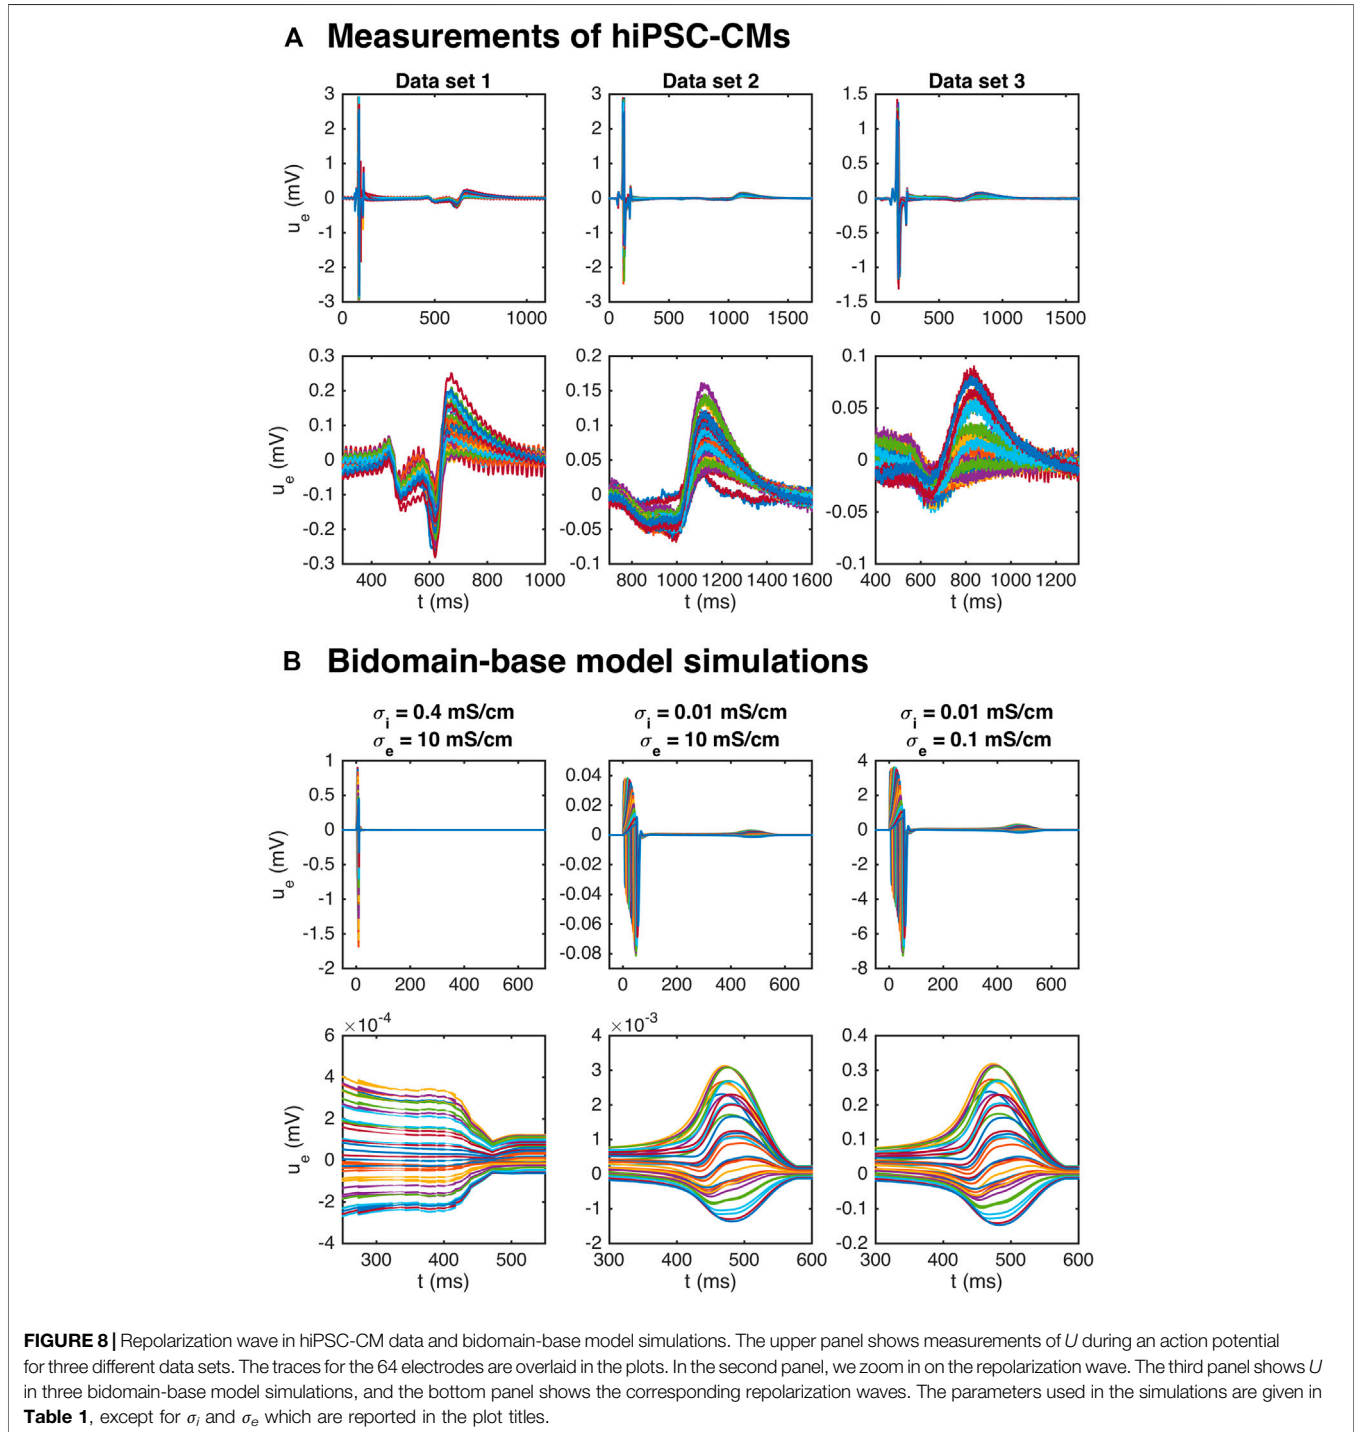 A Measurements of hiPSC-CMs
Data set 1
Data set 2
Data set 3
3
2
1
0
-1
-2
-3
u_e (mV)
0 500 1000
3
2
1
0
-1
-2
-3
0 500 1000 1500
1.5
1
0.5
0
-0.5
-1
-1.5
0 500 1000 1500
0.3
0.2
0.1
0
-0.1
-0.2
-0.3
u_e (mV)
400 600 800 1000
t (ms)
0.2
0.15
0.1
0.05
0
-0.05
-0.1
800 1000 1200 1400 1600
t (ms)
0.1
0.05
0
-0.05
-0.1
400 600 800 1000 1200
t (ms)
B Bidomain-base model simulations
σ_i = 0.4 mS/cm
σ_e = 10 mS/cm
σ_i = 0.01 mS/cm
σ_e = 10 mS/cm
σ_i = 0.01 mS/cm
σ_e = 0.1 mS/cm
1
0.5
0
-0.5
-1
-1.5
-2
u_e (mV)
0 200 400 600
0.04
0.02
0
-0.02
-0.04
-0.06
-0.08
0 200 400 600
4
2
0
-2
-4
-6
-8
0 200 400 600
×10^-4
6
4
2
0
-2
-4
u_e (mV)
300 400 500
t (ms)
×10^-3
4
3
2
1
0
-1
-2
300 400 500 600
t (ms)
0.4
0.3
0.2
0.1
0
-0.1
-0.2
300 400 500 600
t (ms)
FIGURE 8 | Repolarization wave in hiPSC-CM data and bidomain-base model simulations. The upper panel shows measurements of U during an action potential
for three different data sets. The traces for the 64 electrodes are overlaid in the plots. In the second panel, we zoom in on the repolarization wave. The third panel shows U
in three bidomain-base model simulations, and the bottom panel shows the corresponding repolarization waves. The parameters used in the simulations are given in
Table 1, except for σ_i and σ_e which are reported in the plot titles.